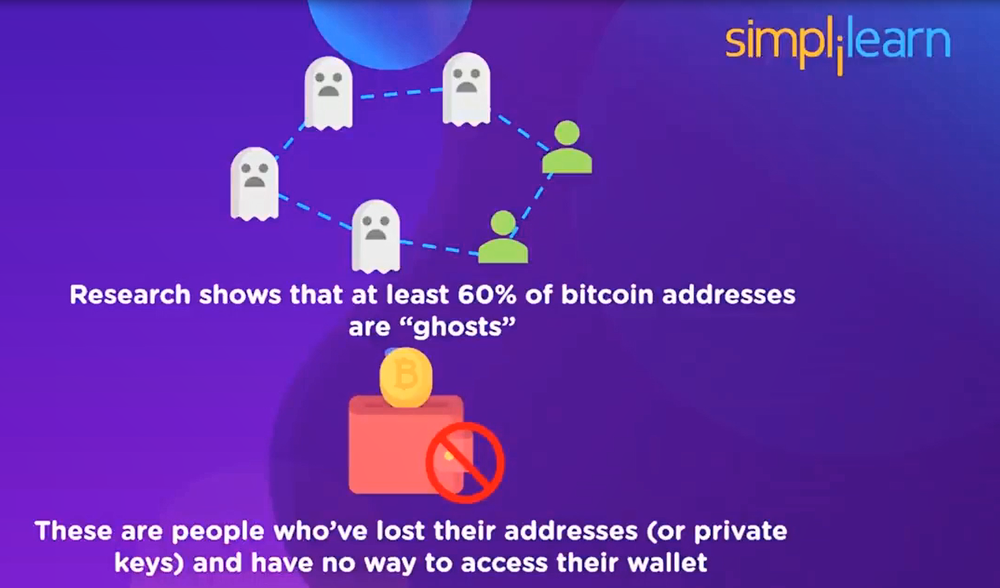 simplilearn
Research shows that at least 60% of bitcoin addresses
are “ghosts”
B
These are people who’ve lost their addresses (or private
keys) and have no way to access their wallet